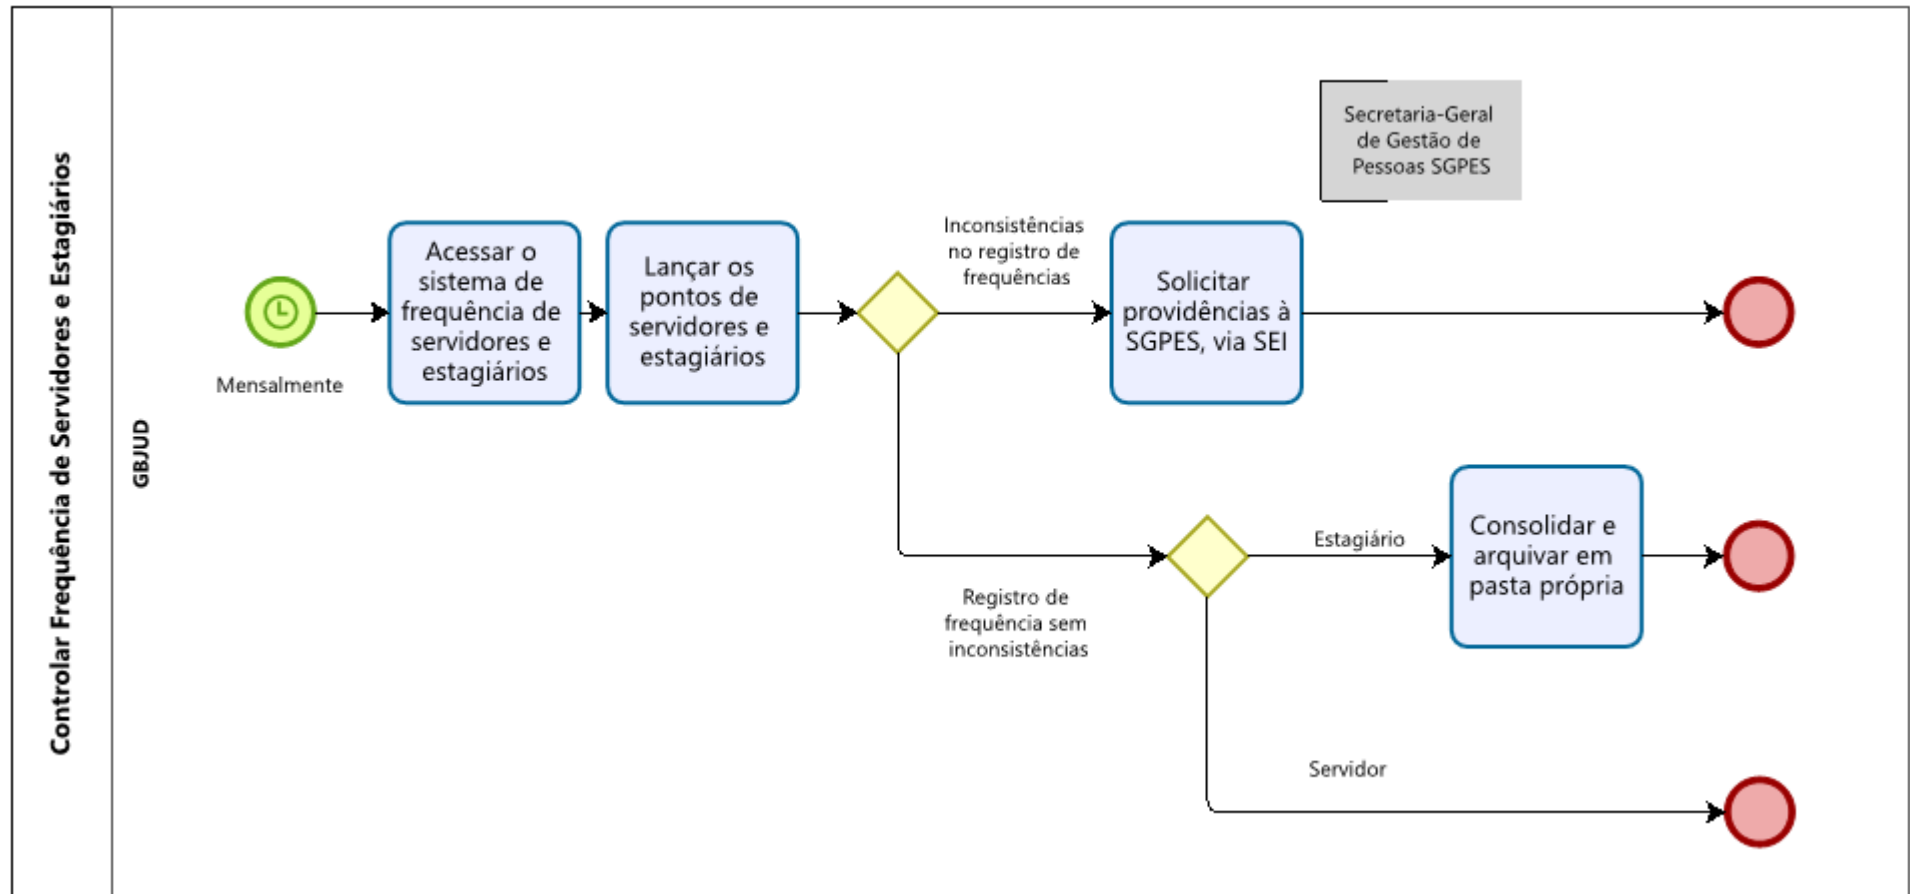 Controlar Frequência de Servidores e Estagiários
GBJUD
Mensalmente
Acessar o
sistema de
frequência de
servidores e
estagiários
Lançar os
pontos de
servidores e
estagiários
Inconsistências
no registro de
frequências
Solicitar
providências à
SGPES, via SEI
Secretaria-Geral
de Gestão de
Pessoas SGPES
Registro de
frequência sem
inconsistências
Estagiário
Consolidar e
arquivar em
pasta própria
Servidor